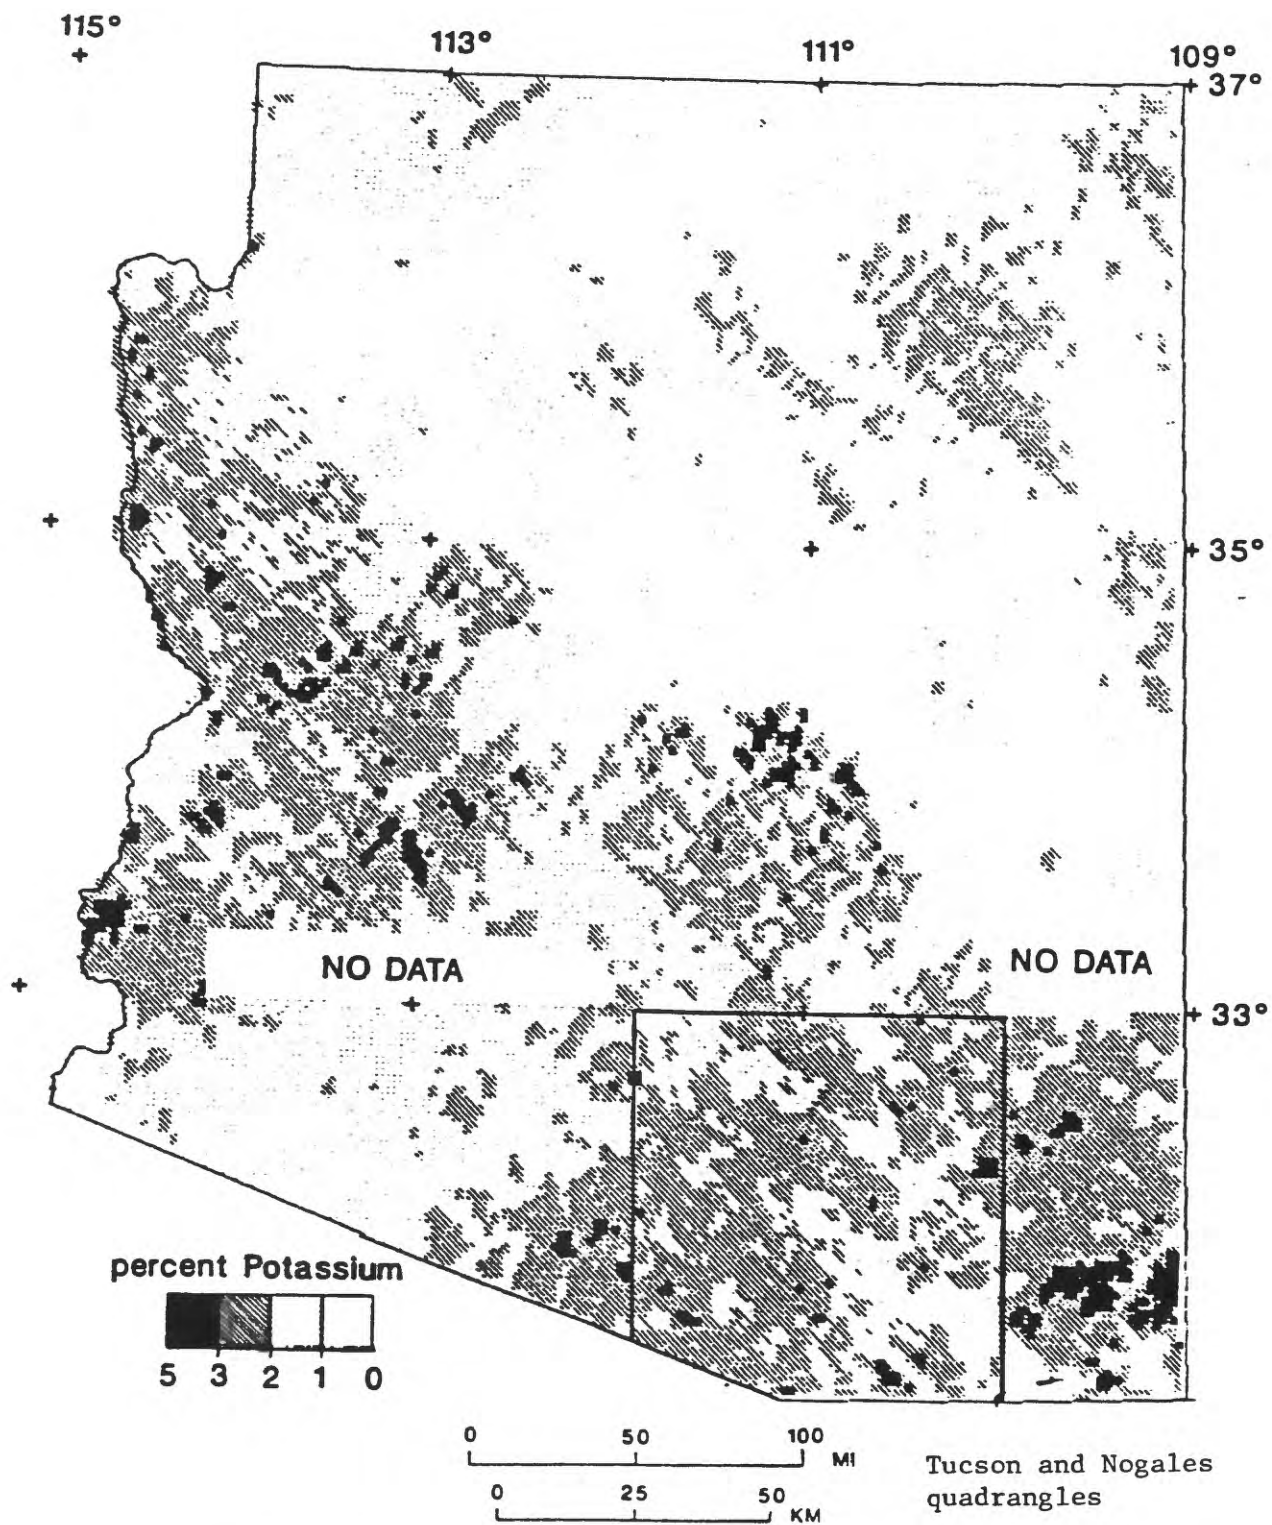 115°
113°
111°
109°
37°
35°
NO DATA
NO DATA
33°
percent Potassium
5 3 2 1 0
0 50 100
MI
0 25 50
KM
Tucson and Nogales
quadrangles